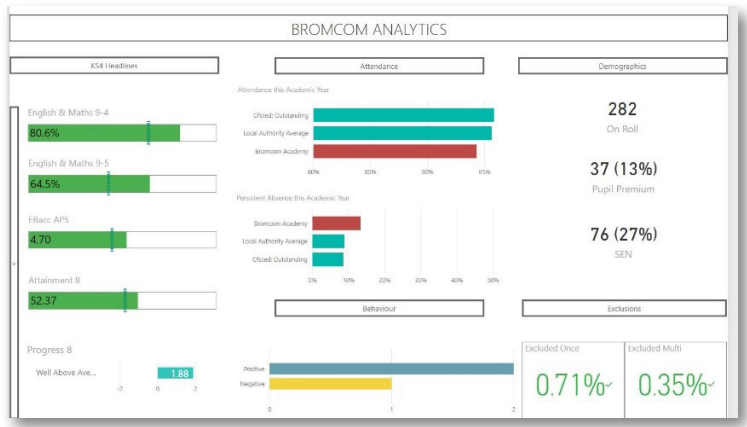 BROMCOM ANALYTICS
KS4 Headlines
English & Maths 9-4
80.6%
English & Maths 9-5
64.5%
EBacc APS
4.70
Attainment 8
52.37
Progress 8
Well Above Ave...
1.88
-2 0 2
Attendance
Attendance this Academic Year
Ofsted: Outstanding
Local Authority Average
Bromcom Academy
80% 85% 90% 95%
Persistent Absence this Academic Year
Bromcom Academy
Local Authority Average
Ofsted: Outstanding
0% 10% 20% 30% 40% 50%
Behaviour
Positive
Negative
0 1 2
Demographics
282
On Roll
37 (13%)
Pupil Premium
76 (27%)
SEN
Exclusions
Excluded Once
0.71%
Excluded Multi
0.35%